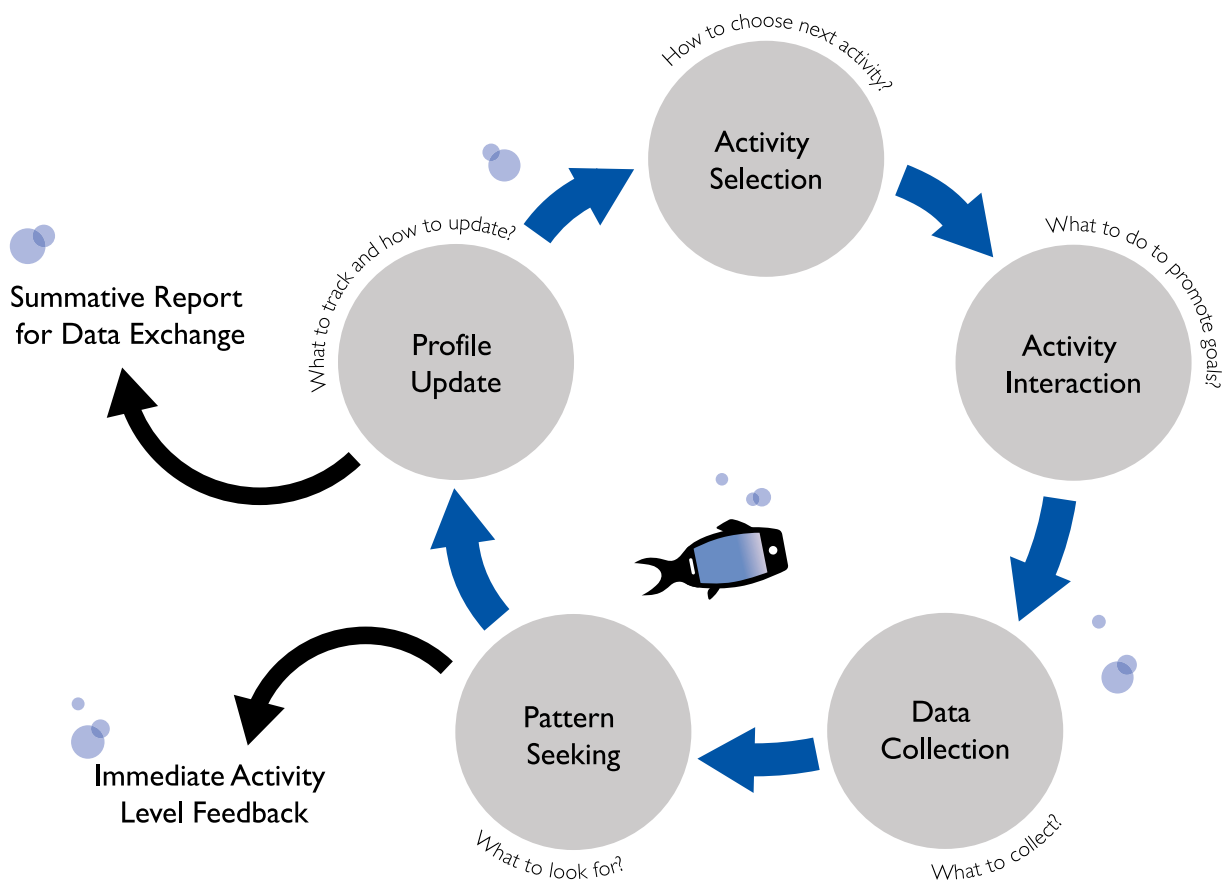 How to choose next activity?
Activity
Selection
What to do to promote goals?
Activity
Interaction
Data
Collection
What to collect?
Pattern
Seeking
What to look for?
Immediate Activity
Level Feedback
What to track and how to update?
Profile
Update
Summative Report
for Data Exchange